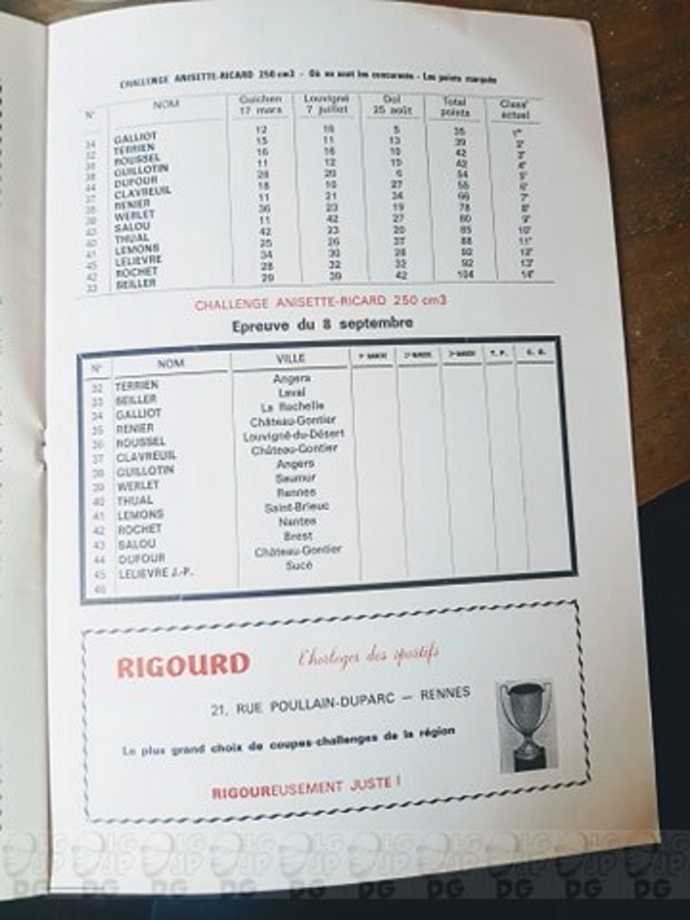 CHALLENGE ANISETTE-RICARD 250 cm3 - Où en sont les concurrents - Les points marqués
N° NOM Guichen 17 mars Louvigné 7 juillet Dol 25 août Total points Class' actuel
34 GALLIOT 12 18 5 35 1er
32 TERRIEN 15 11 13 39 2e
36 ROUSSEL 16 16 10 42 3e
38 GUILLOTIN 11 12 19 42 4e
44 DUFOUR 28 20 6 54 5e
37 CLAVREUIL 18 10 27 55 6e
35 RENIER 11 21 34 66 7e
39 WERLET 36 23 19 78 8e
43 SALOU 11 42 27 80 9e
40 THUAL 42 23 20 85 10e
41 LEMONS 25 26 37 88 11e
45 LELIEVRE 34 30 28 92 12e
42 ROCHET 28 32 32 92 13e
33 SEILLER 29 39 42 104 14e
CHALLENGE ANISETTE-RICARD 250 cm3
Epreuve du 8 septembre
N° NOM VILLE 1re MANCHE 2e MANCHE 3e MANCHE T. P.
32 TERRIEN Angers
33 SEILLER Laval
34 GALLIOT La Rochelle
35 RENIER Château-Gontier
36 ROUSSEL Louvigné-du-Désert
37 CLAVREUIL Château-Gontier
38 GUILLOTIN Angers
39 WERLET Saumur
40 THUAL Rennes
41 LEMONS Saint-Brieuc
42 ROCHET Nantes
43 SALOU Brest
44 DUFOUR Château-Gontier
45 LELIEVRE J.-P. Sucé
46
RIGOURD l'horloger des sportifs
21, RUE POULLAIN-DUPARC — RENNES
Le plus grand choix de coupes-challenges de la région
RIGOUREUSEMENT JUSTE !